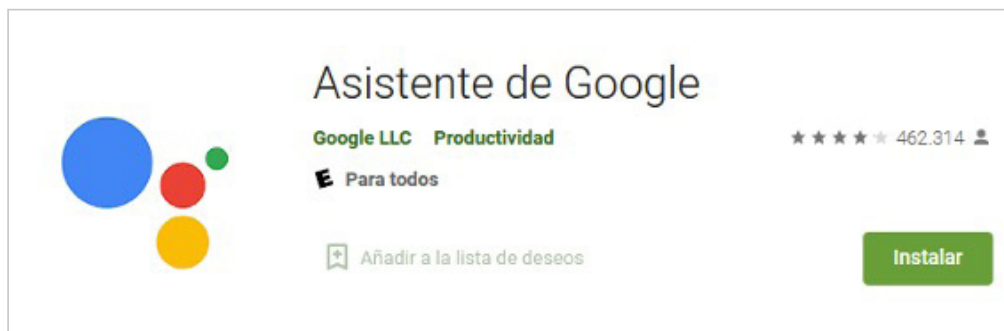 Asistente de Google
Google LLC Productividad
462.314
E Para todos
Añadir a la lista de deseos
Instalar